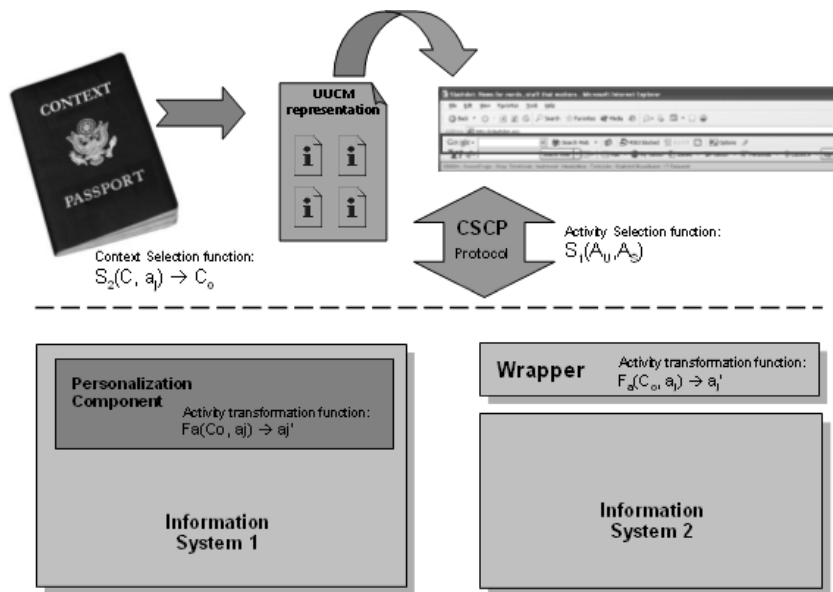 CONTEXT
PASSPORT
UUCM
representation
Context Selection function:
S₂(C, aⱼ) → Cₒ
CSCP
Protocol
Activity Selection function:
S₁(Aᵤ,Aₛ)
Personalization
Component
Activity transformation function:
Fa(Co, aj) → aj'
Information
System 1
Wrapper
Activity transformation function:
Fₐ(Cₒ, aⱼ) → aⱼ'
Information
System 2